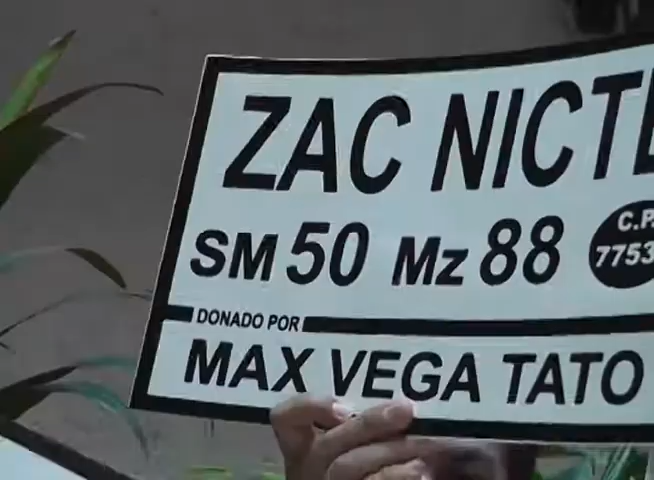 ZAC NICTE
SM 50 Mz 88
C.P.
7753
DONADO POR
MAX VEGA TATO